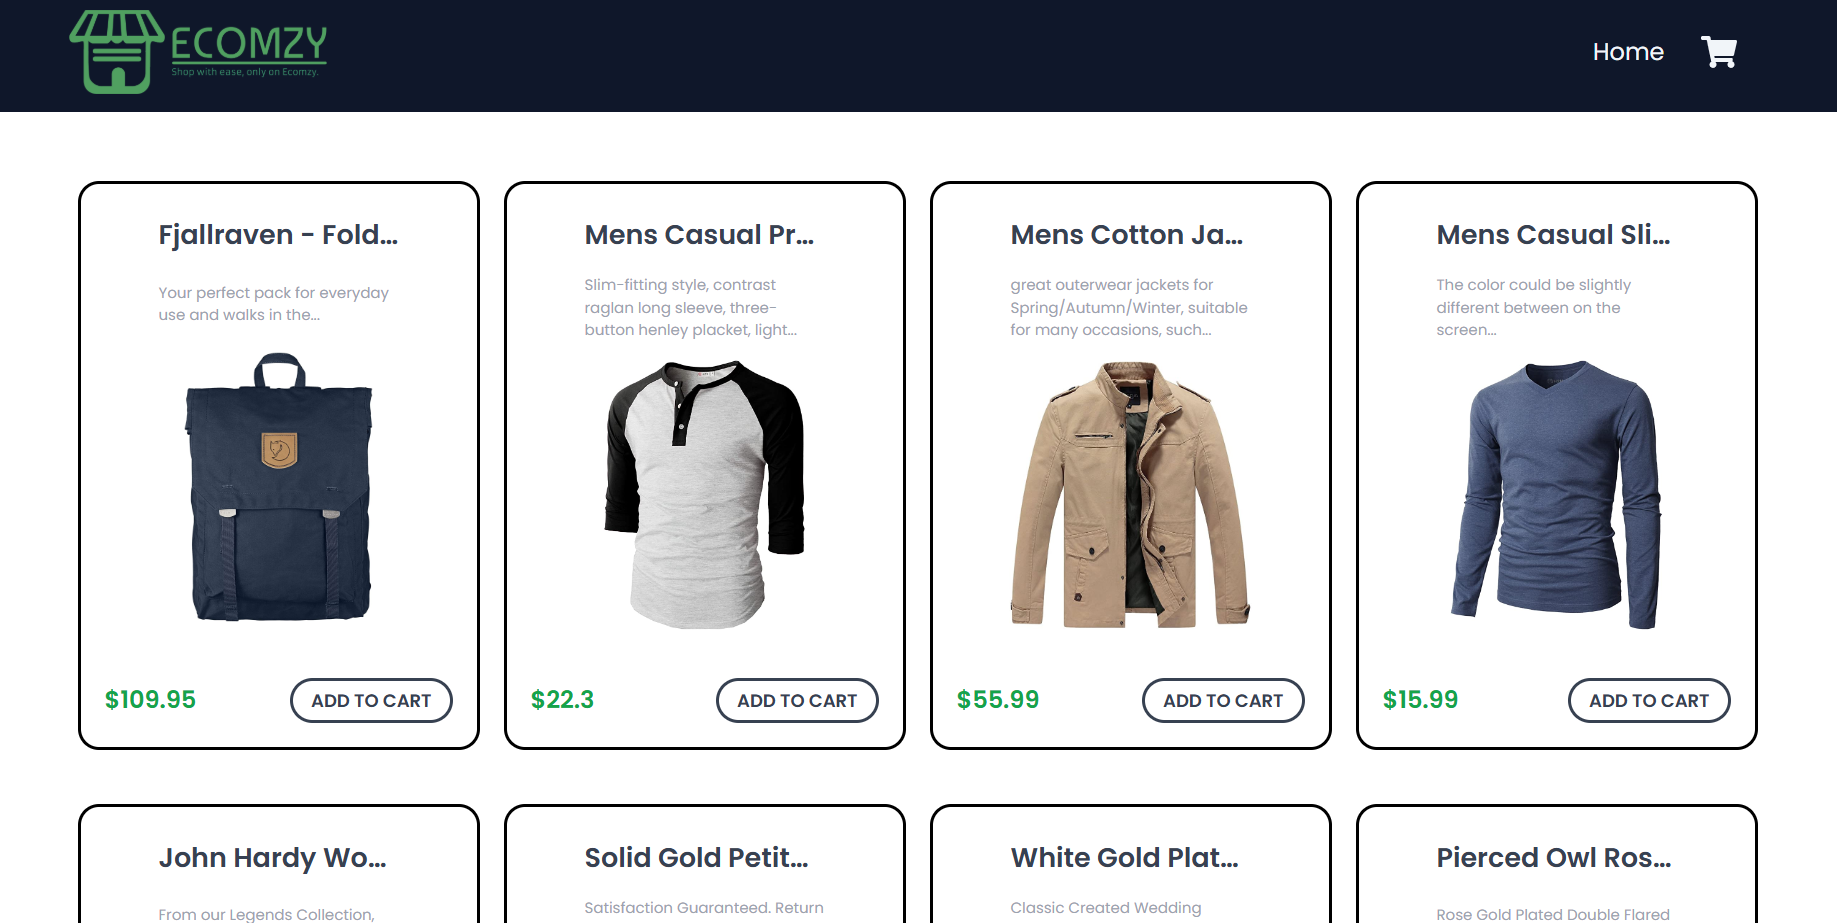 ECOMZY
Shop with ease, only on Ecomzy.
Home
Fjallraven - Fold...
Your perfect pack for everyday
use and walks in the...
$109.95
ADD TO CART
Mens Casual Pr...
Slim-fitting style, contrast
raglan long sleeve, three-
button henley placket, light...
$22.3
ADD TO CART
Mens Cotton Ja...
great outerwear jackets for
Spring/Autumn/Winter, suitable
for many occasions, such...
$55.99
ADD TO CART
Mens Casual Sli...
The color could be slightly
different between on the
screen...
$15.99
ADD TO CART
John Hardy Wo...
From our Legends Collection,
Solid Gold Petit...
Satisfaction Guaranteed. Return
White Gold Plat...
Classic Created Wedding
Pierced Owl Ros...
Rose Gold Plated Double Flared